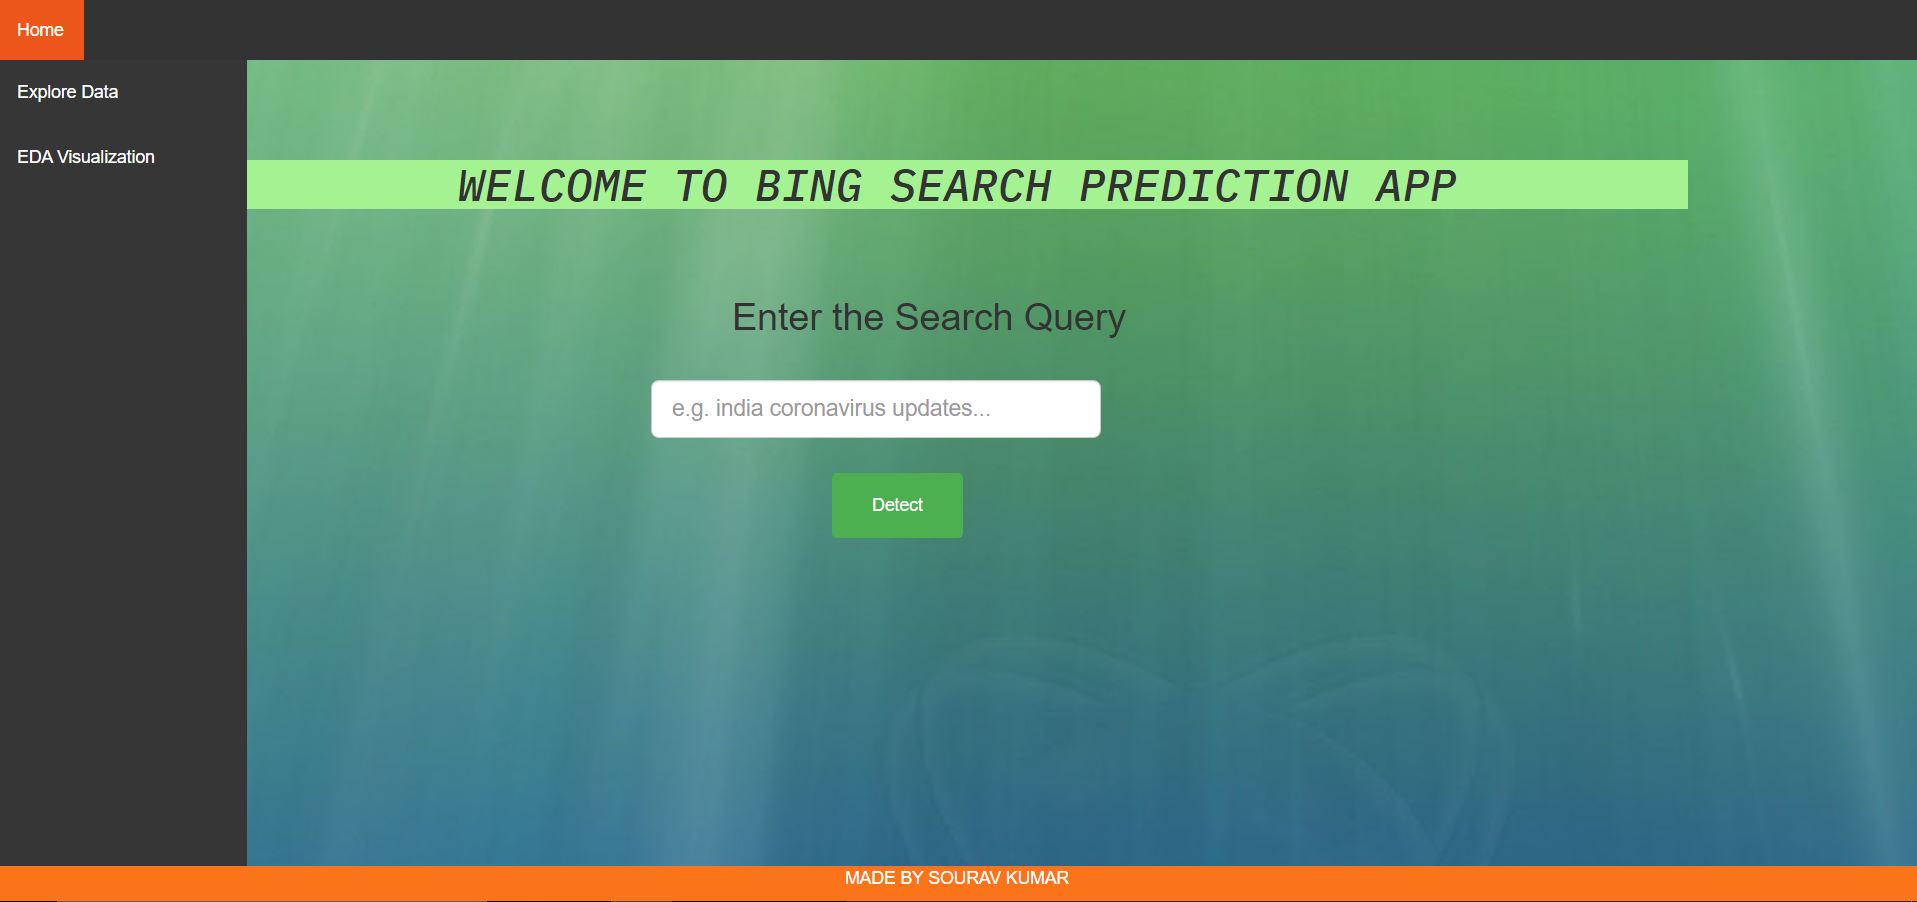 Home
Explore Data
EDA Visualization
WELCOME TO BING SEARCH PREDICTION APP
Enter the Search Query
e.g. india coronavirus updates...
Detect
MADE BY SOURAV KUMAR